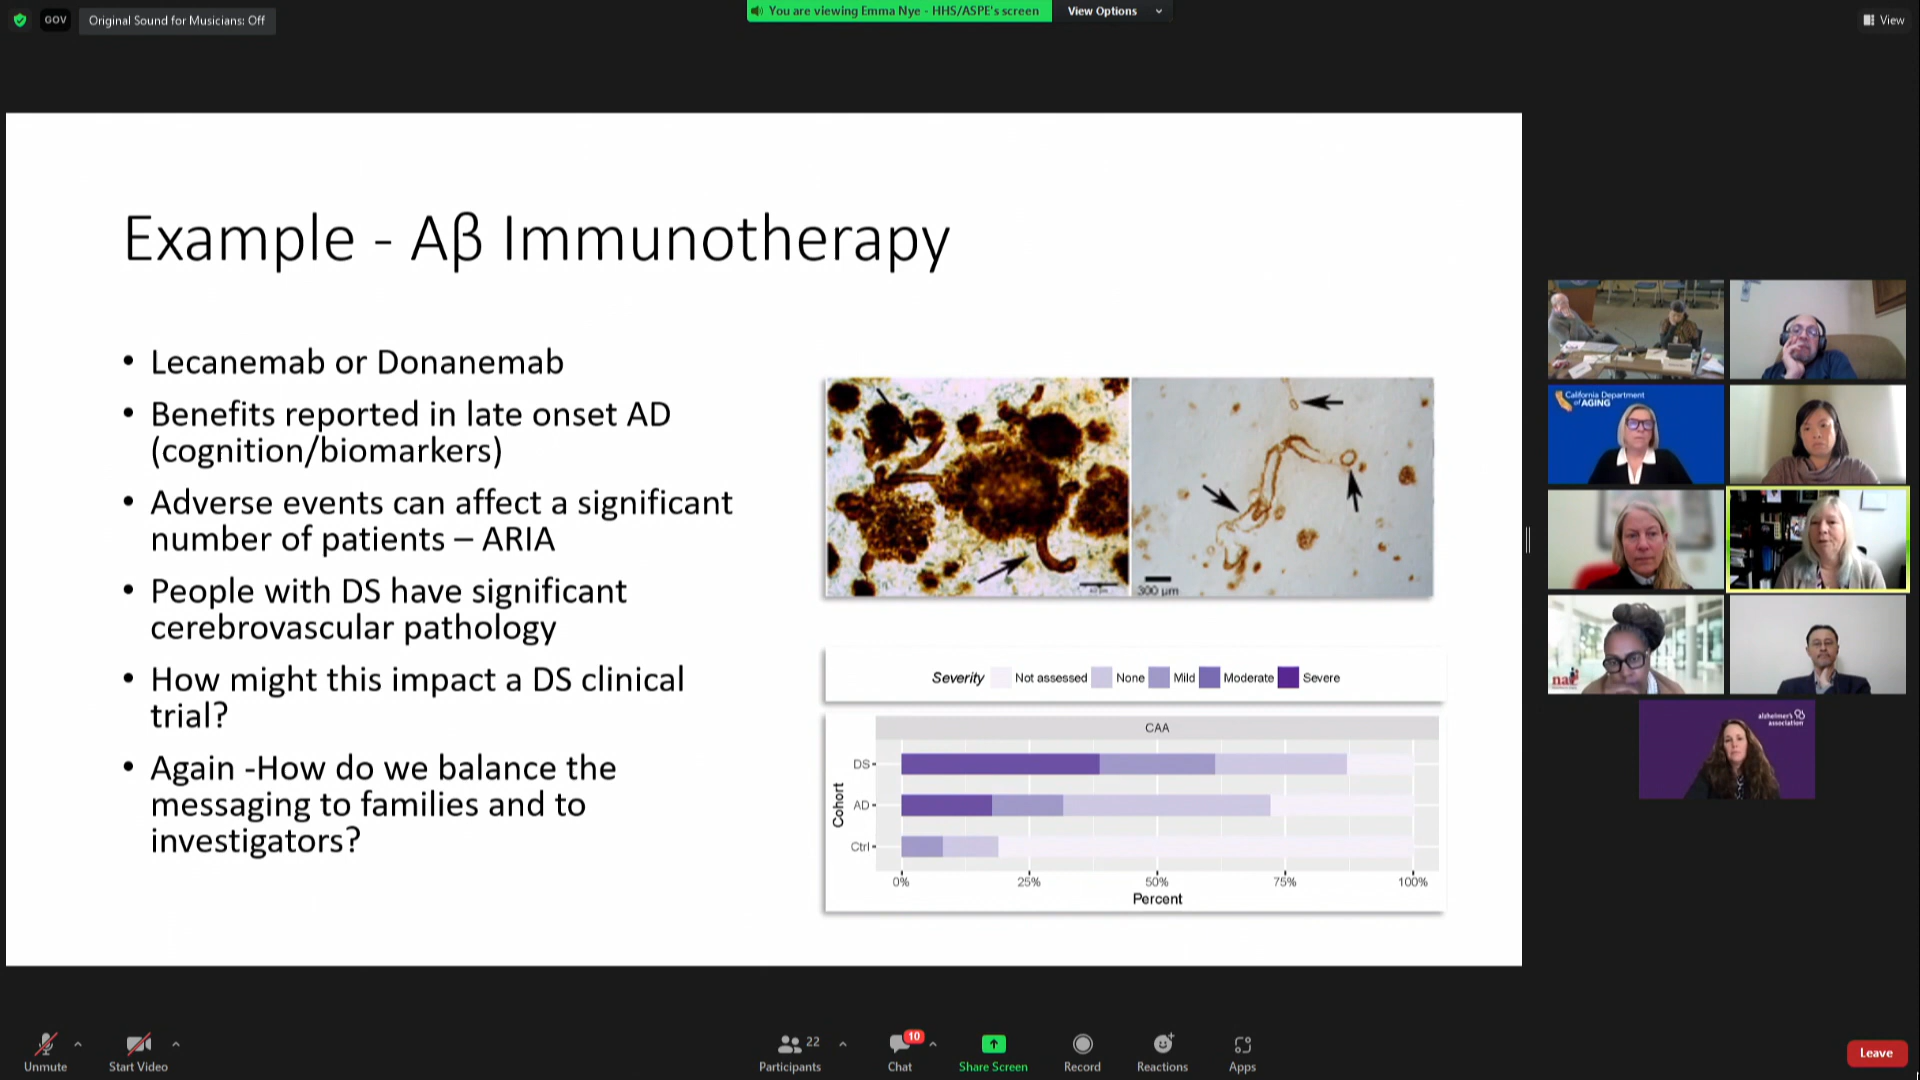 GOV
Original Sound for Musicians: Off
You are viewing Emma Nye - HHS/ASPE's screen
View Options
View
Example - Aβ Immunotherapy
• Lecanemab or Donanemab
• Benefits reported in late onset AD
(cognition/biomarkers)
• Adverse events can affect a significant
number of patients – ARIA
• People with DS have significant
cerebrovascular pathology
• How might this impact a DS clinical
trial?
• Again -How do we balance the
messaging to families and to
investigators?
300 μm
Severity Not assessed None Mild Moderate Severe
CAA
Cohort
DS
AD
Ctrl
0% 25% 50% 75% 100%
Percent
California Department
of AGING
alzheimer's
association
Unmute
Start Video
22
Participants
10
Chat
Share Screen
Record
Reactions
Apps
Leave